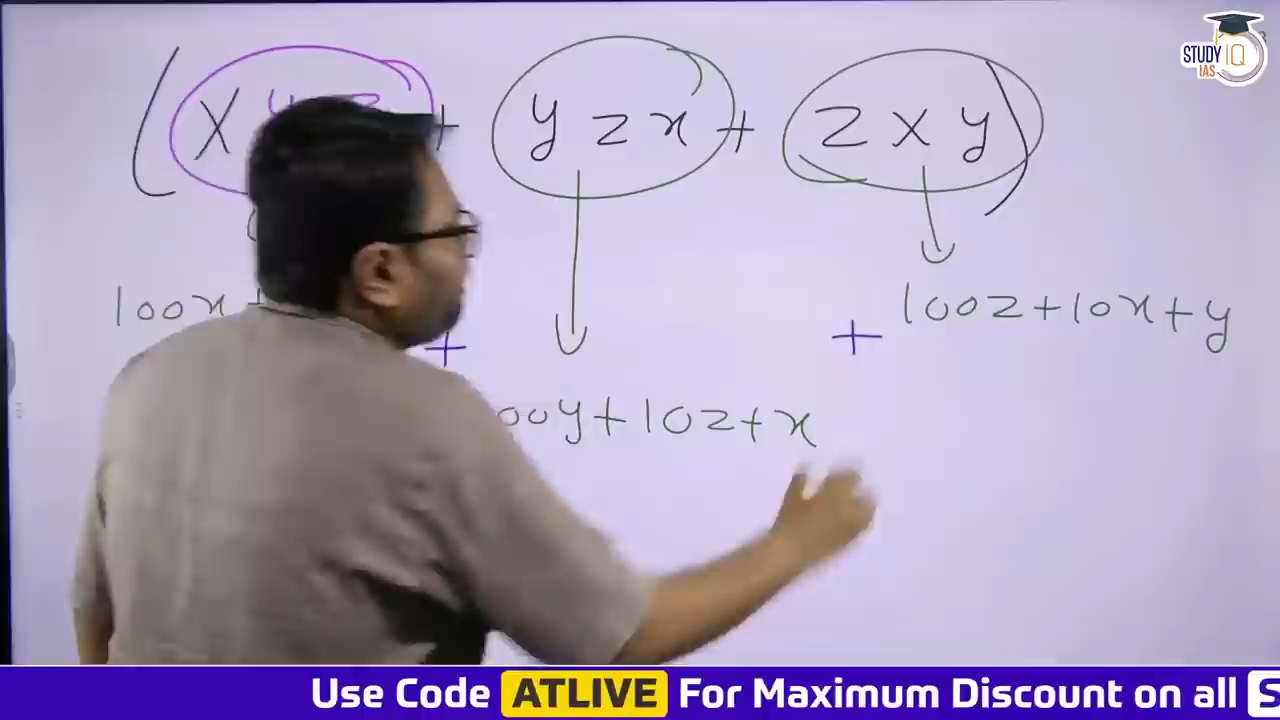 STUDY IQ
IAS
(X + y z x + z x y)
100x+
+
+ 100z+10x+y
00y+10z+x
Use Code ATLIVE For Maximum Discount on all S